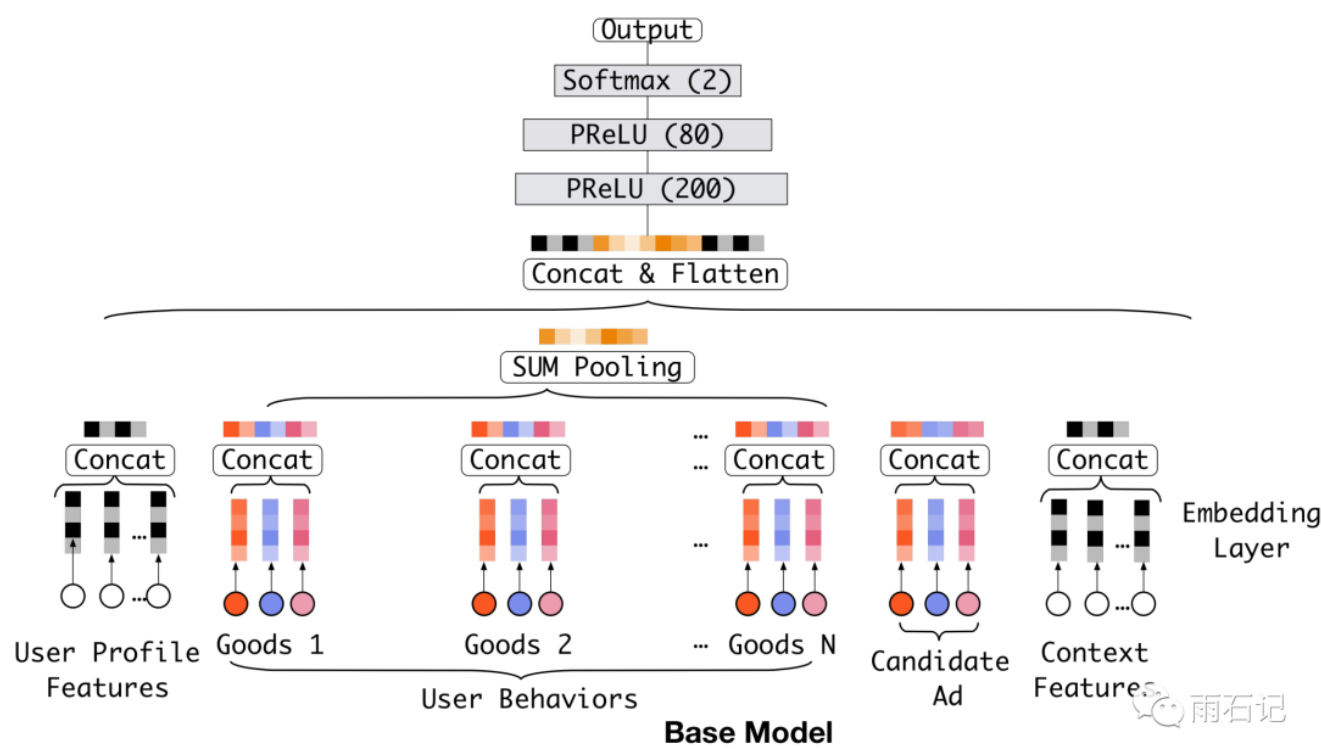 Output
Softmax (2)
PReLU (80)
PReLU (200)
Concat & Flatten
SUM Pooling
...
Concat
Concat
Concat
...
Concat
Concat
Concat
...
...
...
Embedding
Layer
...
...
User Profile
Features
Goods 1
Goods 2
...
Goods N
Candidate
Ad
Context
Features
User Behaviors
Base Model
雨石记